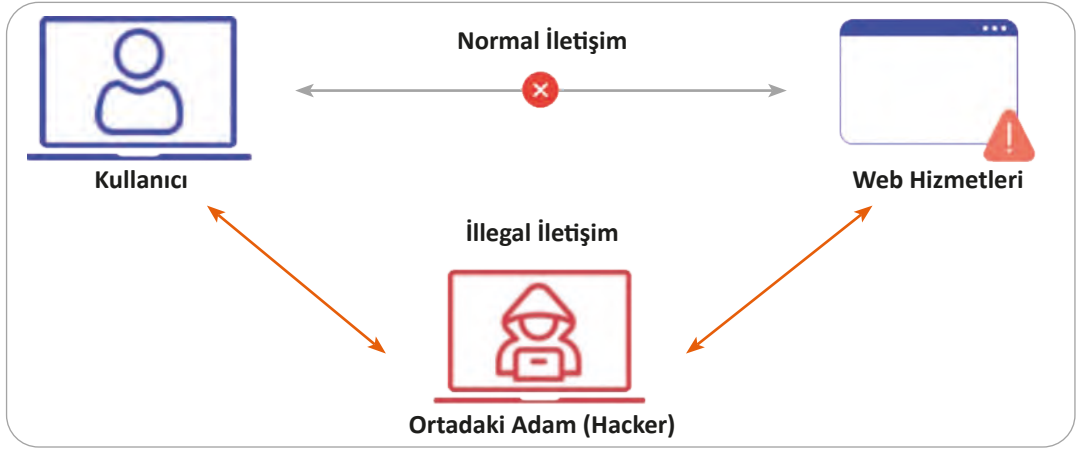 Normal İletişim
Kullanıcı
Web Hizmetleri
İllegal İletişim
Ortadaki Adam (Hacker)